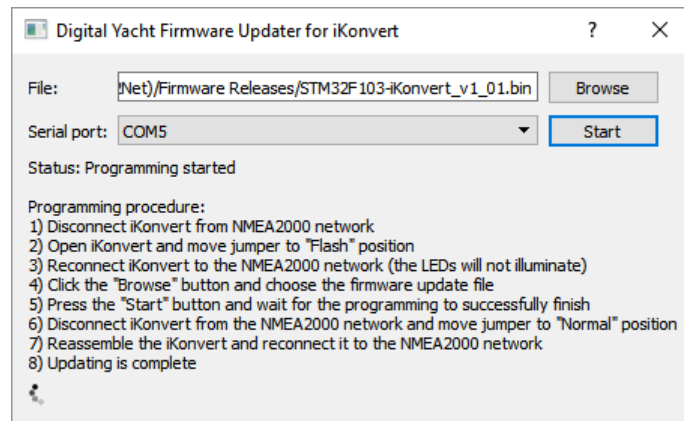 Digital Yacht Firmware Updater for iKonvert ?
File: !Net)/Firmware Releases/STM32F103-iKonvert_v1_01.bin Browse
Serial port: COM5 Start
Status: Programming started
Programming procedure:
1) Disconnect iKonvert from NMEA2000 network
2) Open iKonvert and move jumper to "Flash" position
3) Reconnect iKonvert to the NMEA2000 network (the LEDs will not illuminate)
4) Click the "Browse" button and choose the firmware update file
5) Press the "Start" button and wait for the programming to successfully finish
6) Disconnect iKonvert from the NMEA2000 network and move jumper to "Normal" position
7) Reassemble the iKonvert and reconnect it to the NMEA2000 network
8) Updating is complete